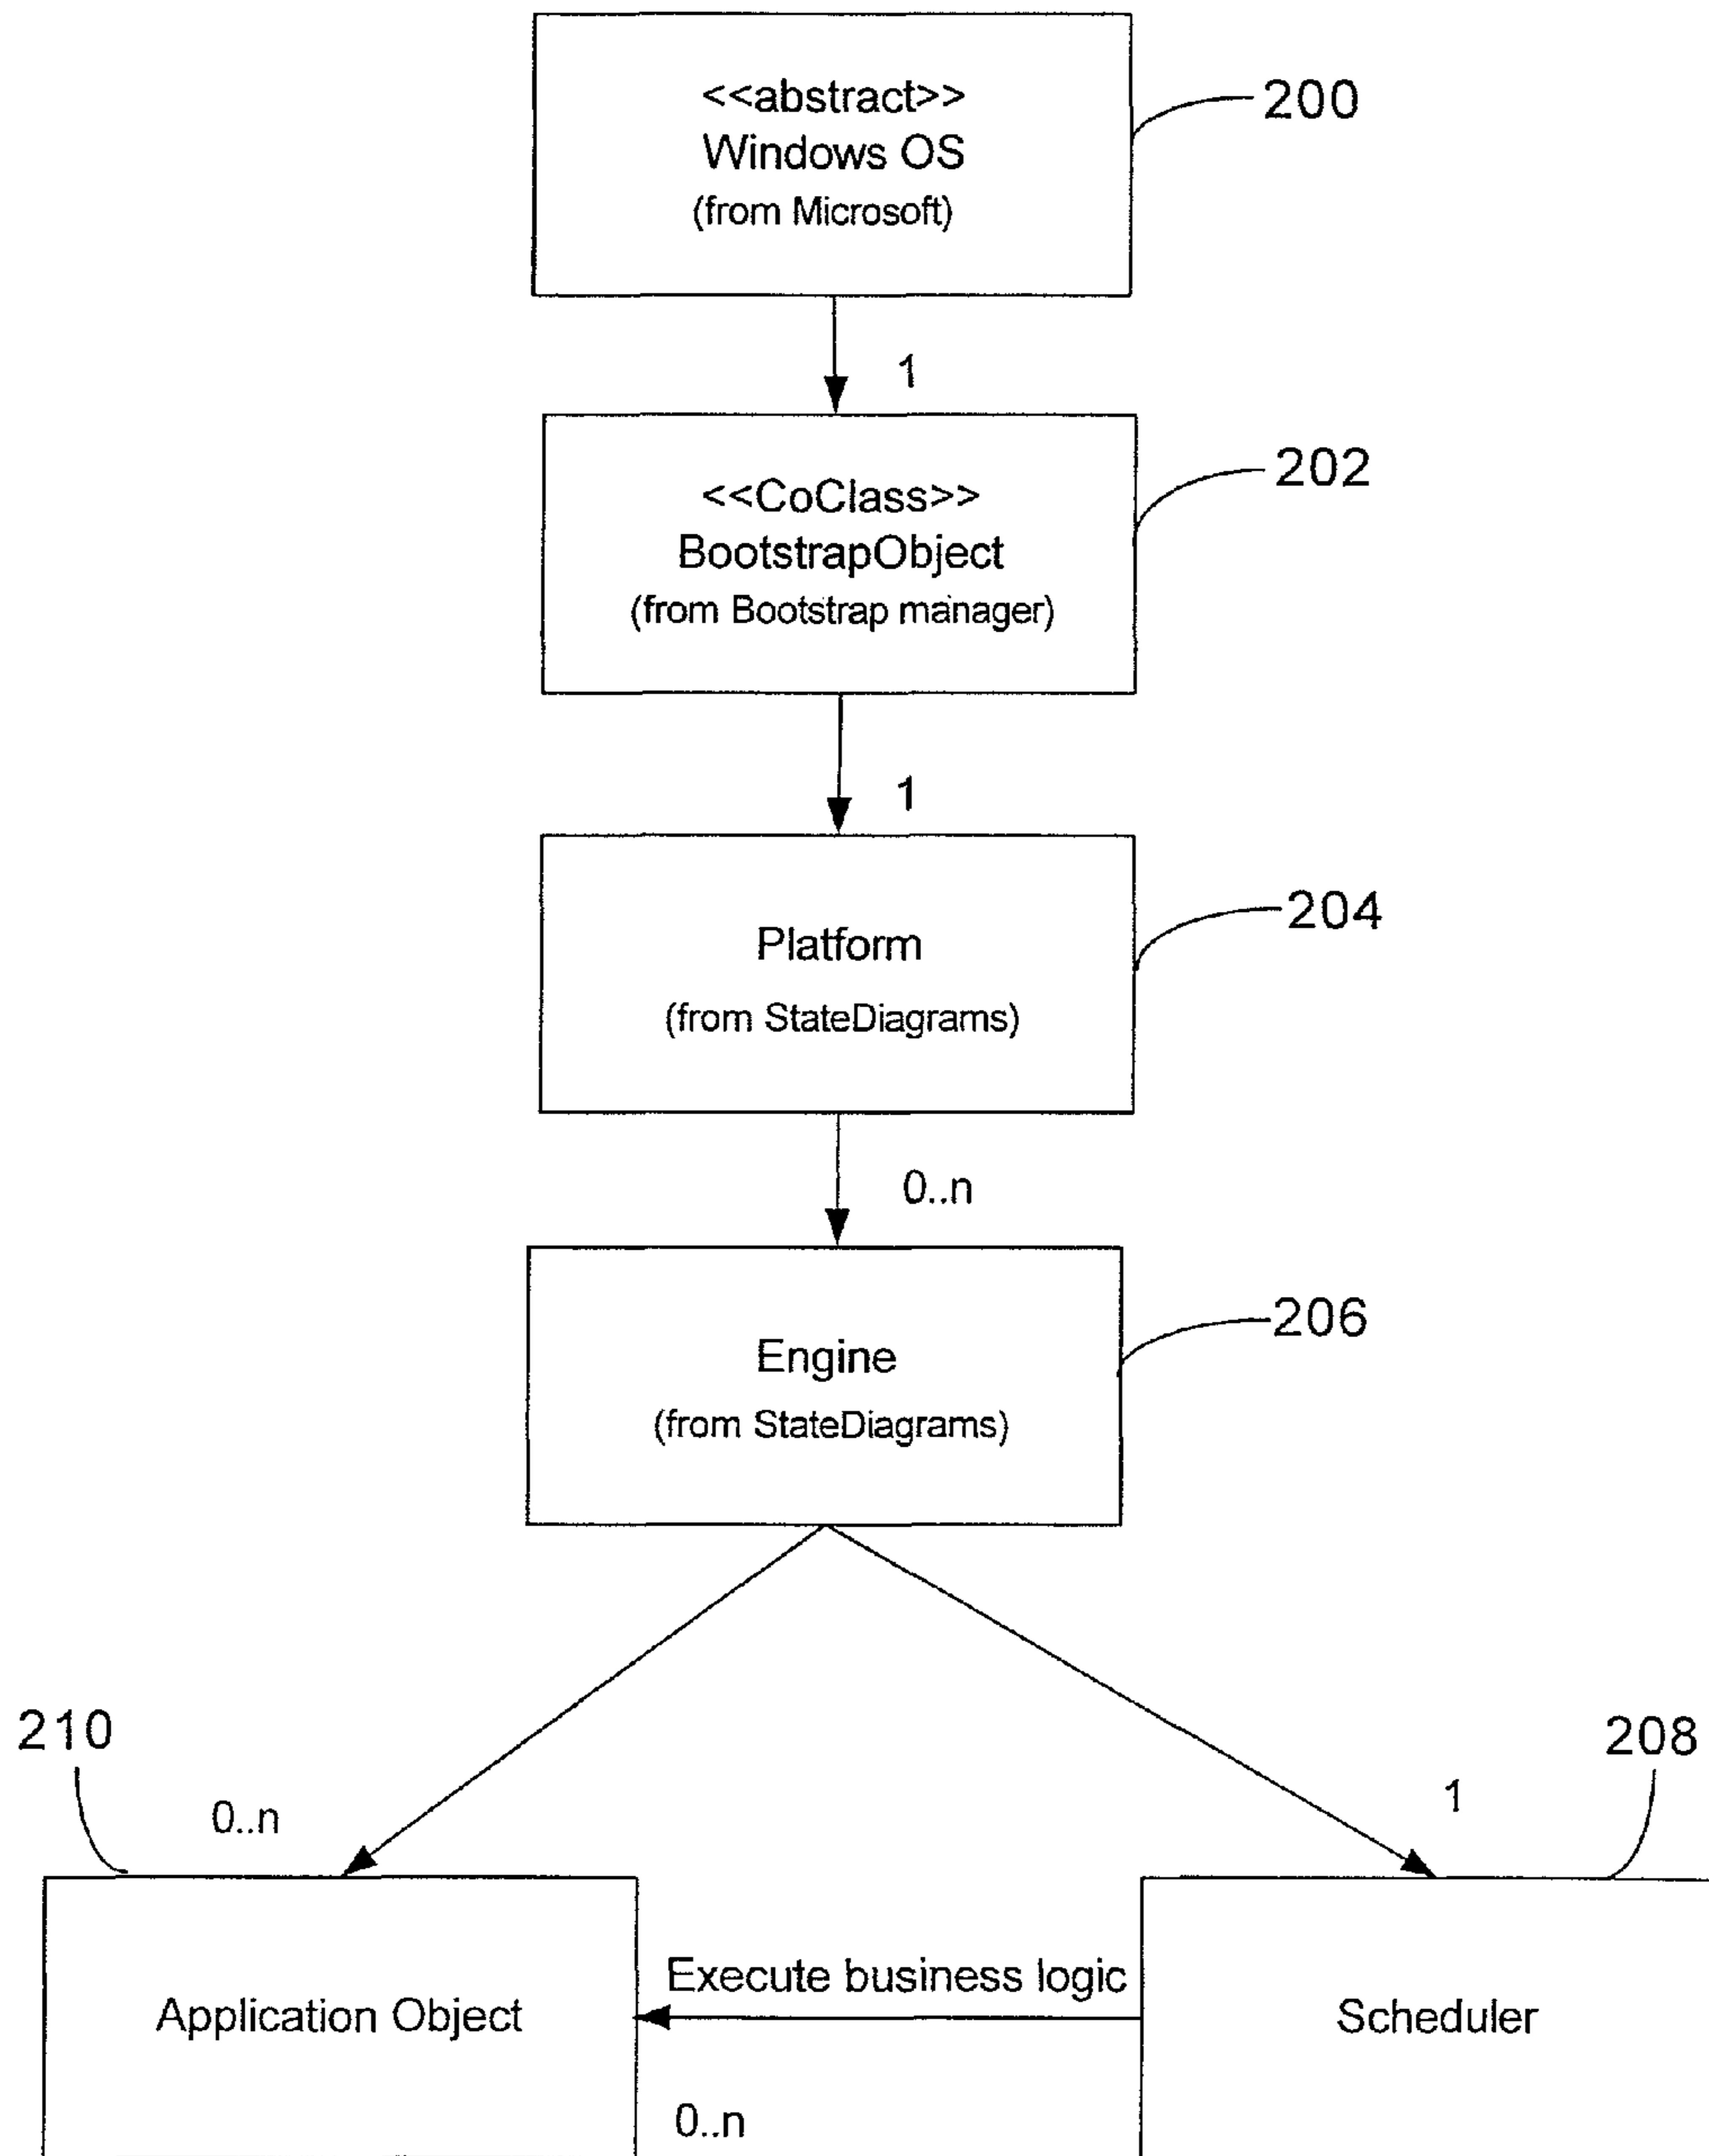 <<abstract>>
Windows OS
(from Microsoft)
200
1
<<CoClass>>
BootstrapObject
(from Bootstrap manager)
202
1
Platform
(from StateDiagrams)
204
0..n
Engine
(from StateDiagrams)
206
210
208
0..n
1
Application Object
Execute business logic
Scheduler
0..n